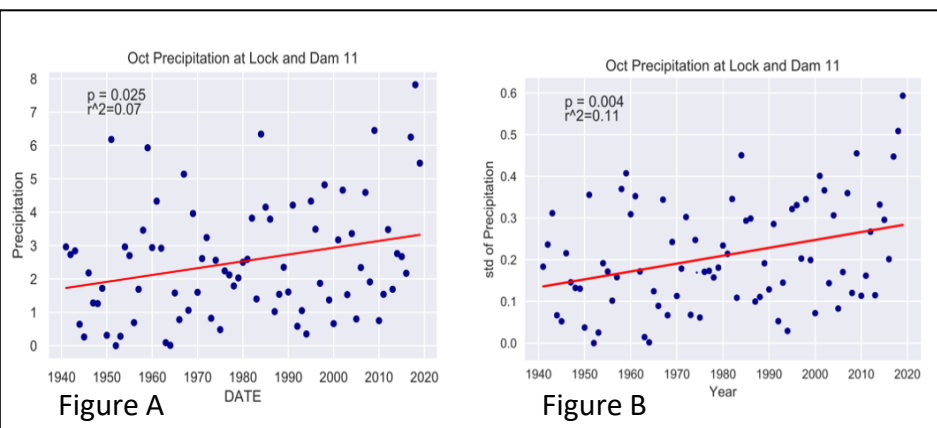 Oct Precipitation at Lock and Dam 11
p = 0.025
r^2=0.07
Precipitation
8
7
6
5
4
3
2
1
0
1940 1950 1960 1970 1980 1990 2000 2010 2020
DATE
Figure A
Oct Precipitation at Lock and Dam 11
p = 0.004
r^2=0.11
std of Precipitation
0.6
0.5
0.4
0.3
0.2
0.1
0.0
1940 1950 1960 1970 1980 1990 2000 2010 2020
Year
Figure B